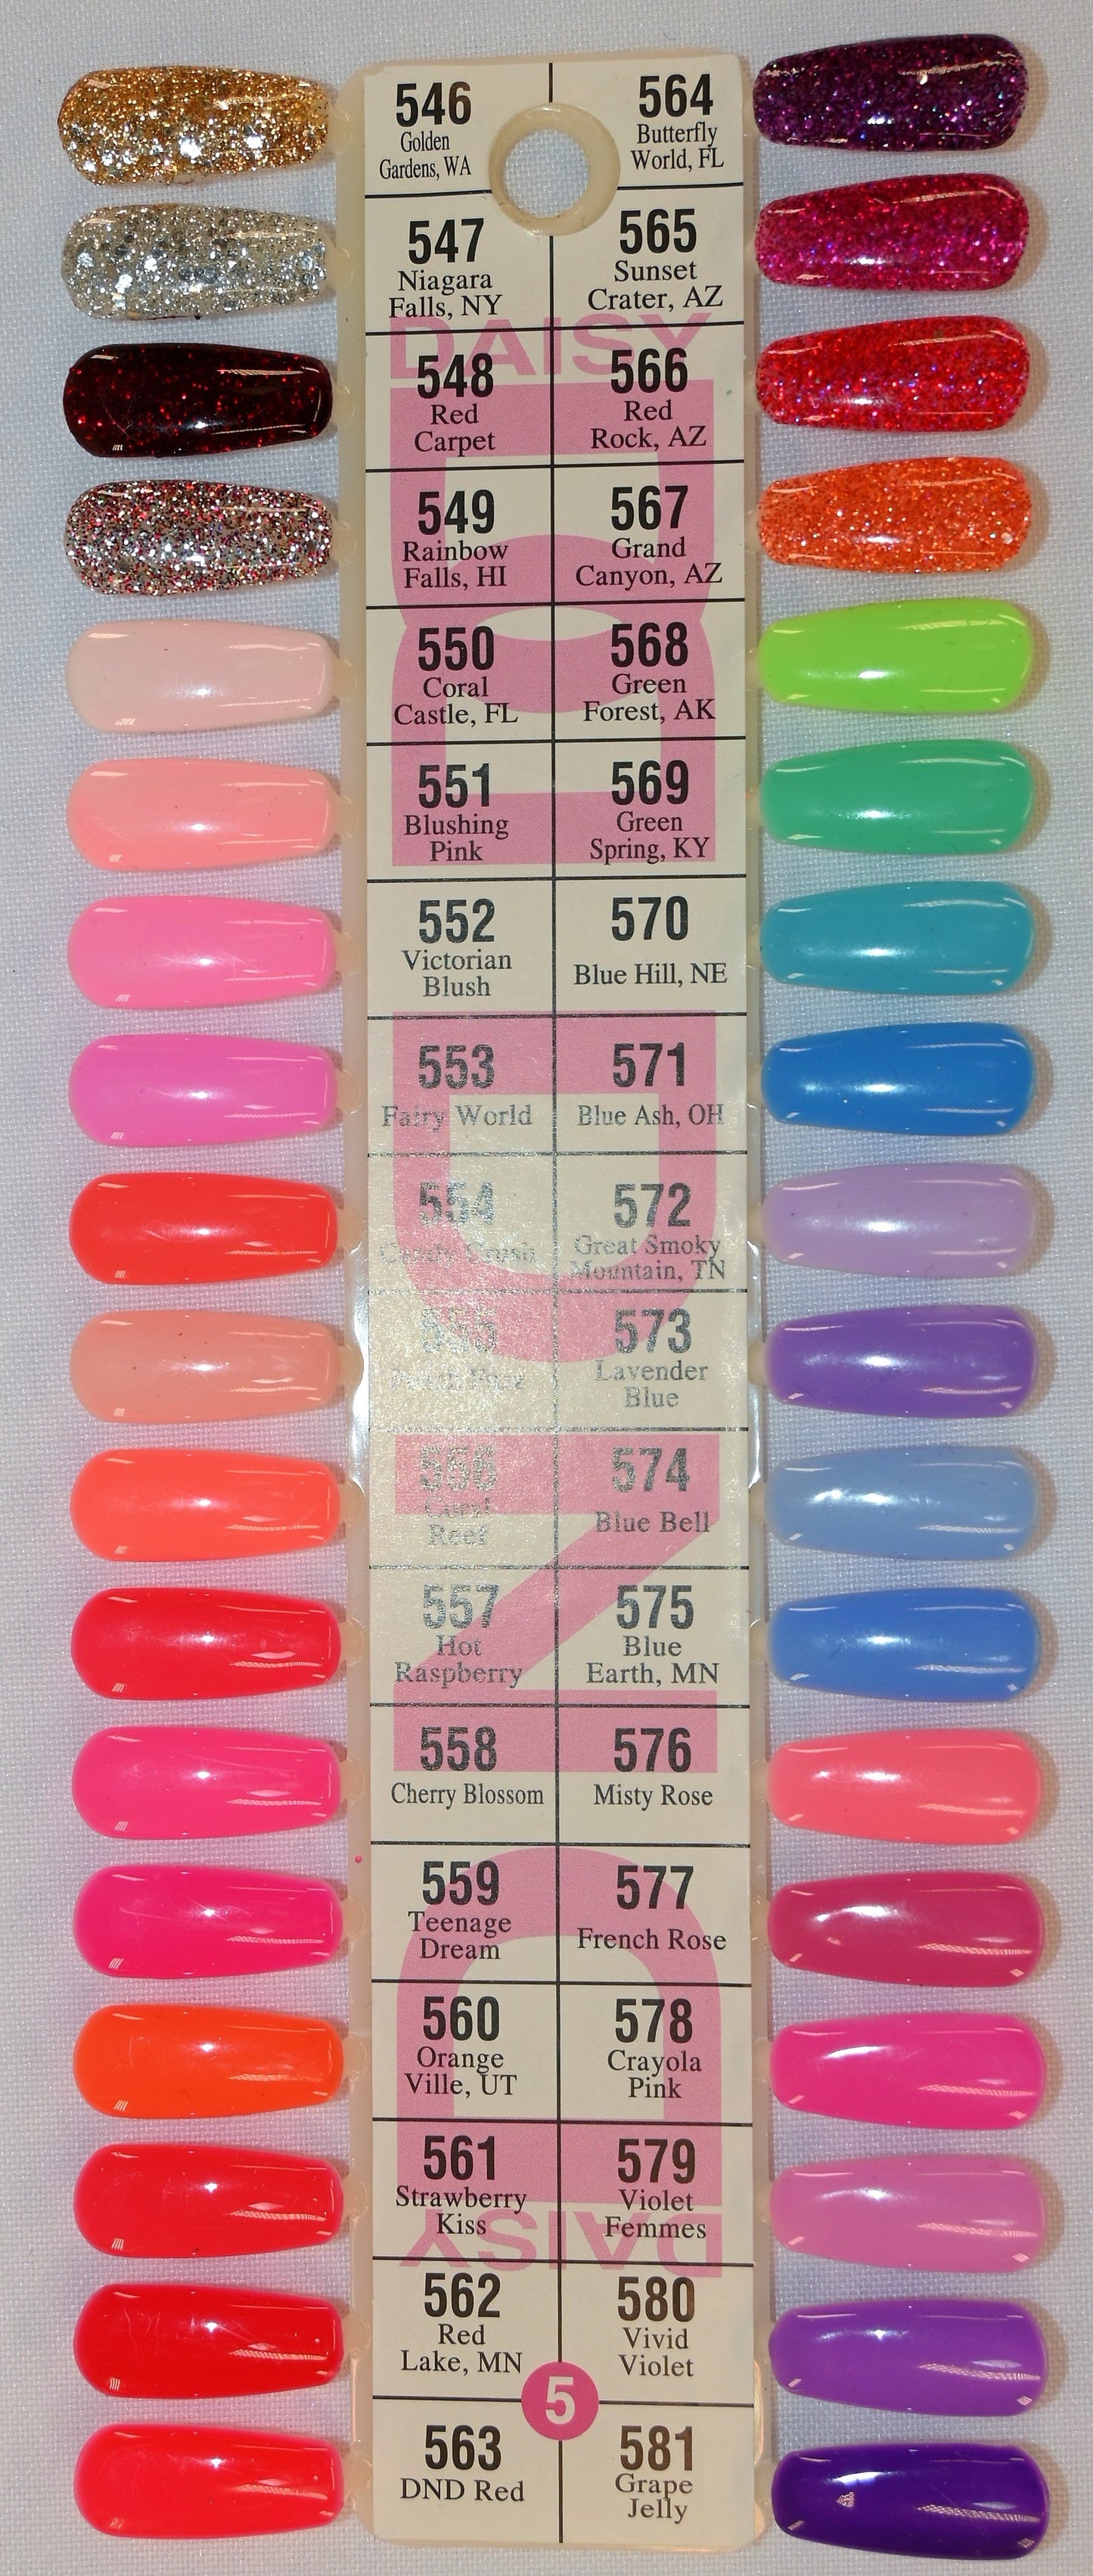 546
Golden
Gardens, WA
564
Butterfly
World, FL
547
Niagara
Falls, NY
565
Sunset
Crater, AZ
DAISY
548
Red
Carpet
566
Red
Rock, AZ
549
Rainbow
Falls, HI
567
Grand
Canyon, AZ
550
Coral
Castle, FL
568
Green
Forest, AK
551
Blushing
Pink
569
Green
Spring, KY
552
Victorian
Blush
570
Blue Hill, NE
553
Fairy World
571
Blue Ash, OH
554
Candy Crush
572
Great Smoky
Mountain, TN
555
573
Lavender
Blue
556
Coral
Reef
574
Blue Bell
557
Hot
Raspberry
575
Blue
Earth, MN
558
Cherry Blossom
576
Misty Rose
559
Teenage
Dream
577
French Rose
560
Orange
Ville, UT
578
Crayola
Pink
561
Strawberry
Kiss
579
Violet
Femmes
DAISY
562
Red
Lake, MN
580
Vivid
Violet
5
563
DND Red
581
Grape
Jelly